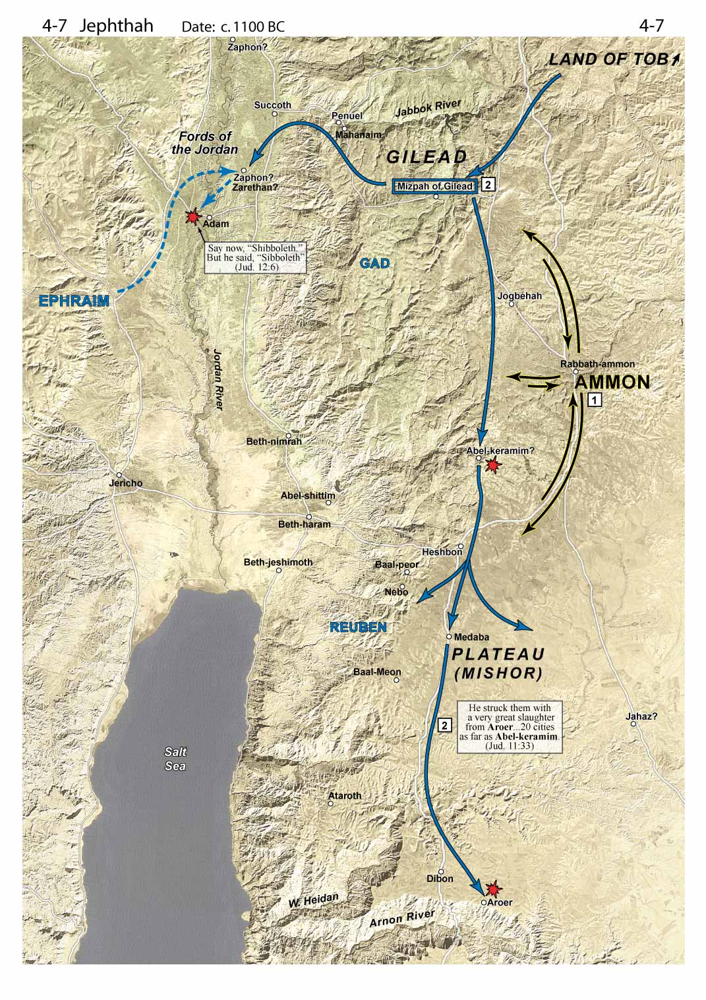 4-7 Jephthah Date: c. 1100 BC 4-7
Zaphon?
LAND OF TOB
Succoth
Penuel
Jabbok River
Mahanaim
Fords of
the Jordan
GILEAD
Zaphon?
Zarethan?
Mizpah of Gilead?
2
Adam
Say now, “Shibboleth.”
But he said, “Sibboleth”
(Jud. 12:6)
GAD
EPHRAIM
Jogbehah
Jordan River
Rabbath-ammon
AMMON
1
Beth-nimrah
Abel-keramim?
Jericho
Abel-shittim
Beth-haram
Heshbon
Beth-jeshimoth
Baal-peor
Nebo
REUBEN
Medaba
PLATEAU
(MISHOR)
Baal-Meon
He struck them with
a very great slaughter
from Aroer...20 cities
as far as Abel-keramim.
(Jud. 11:33)
2
Jahaz?
Salt
Sea
Ataroth
Dibon
W. Heidan
Aroer
Arnon River